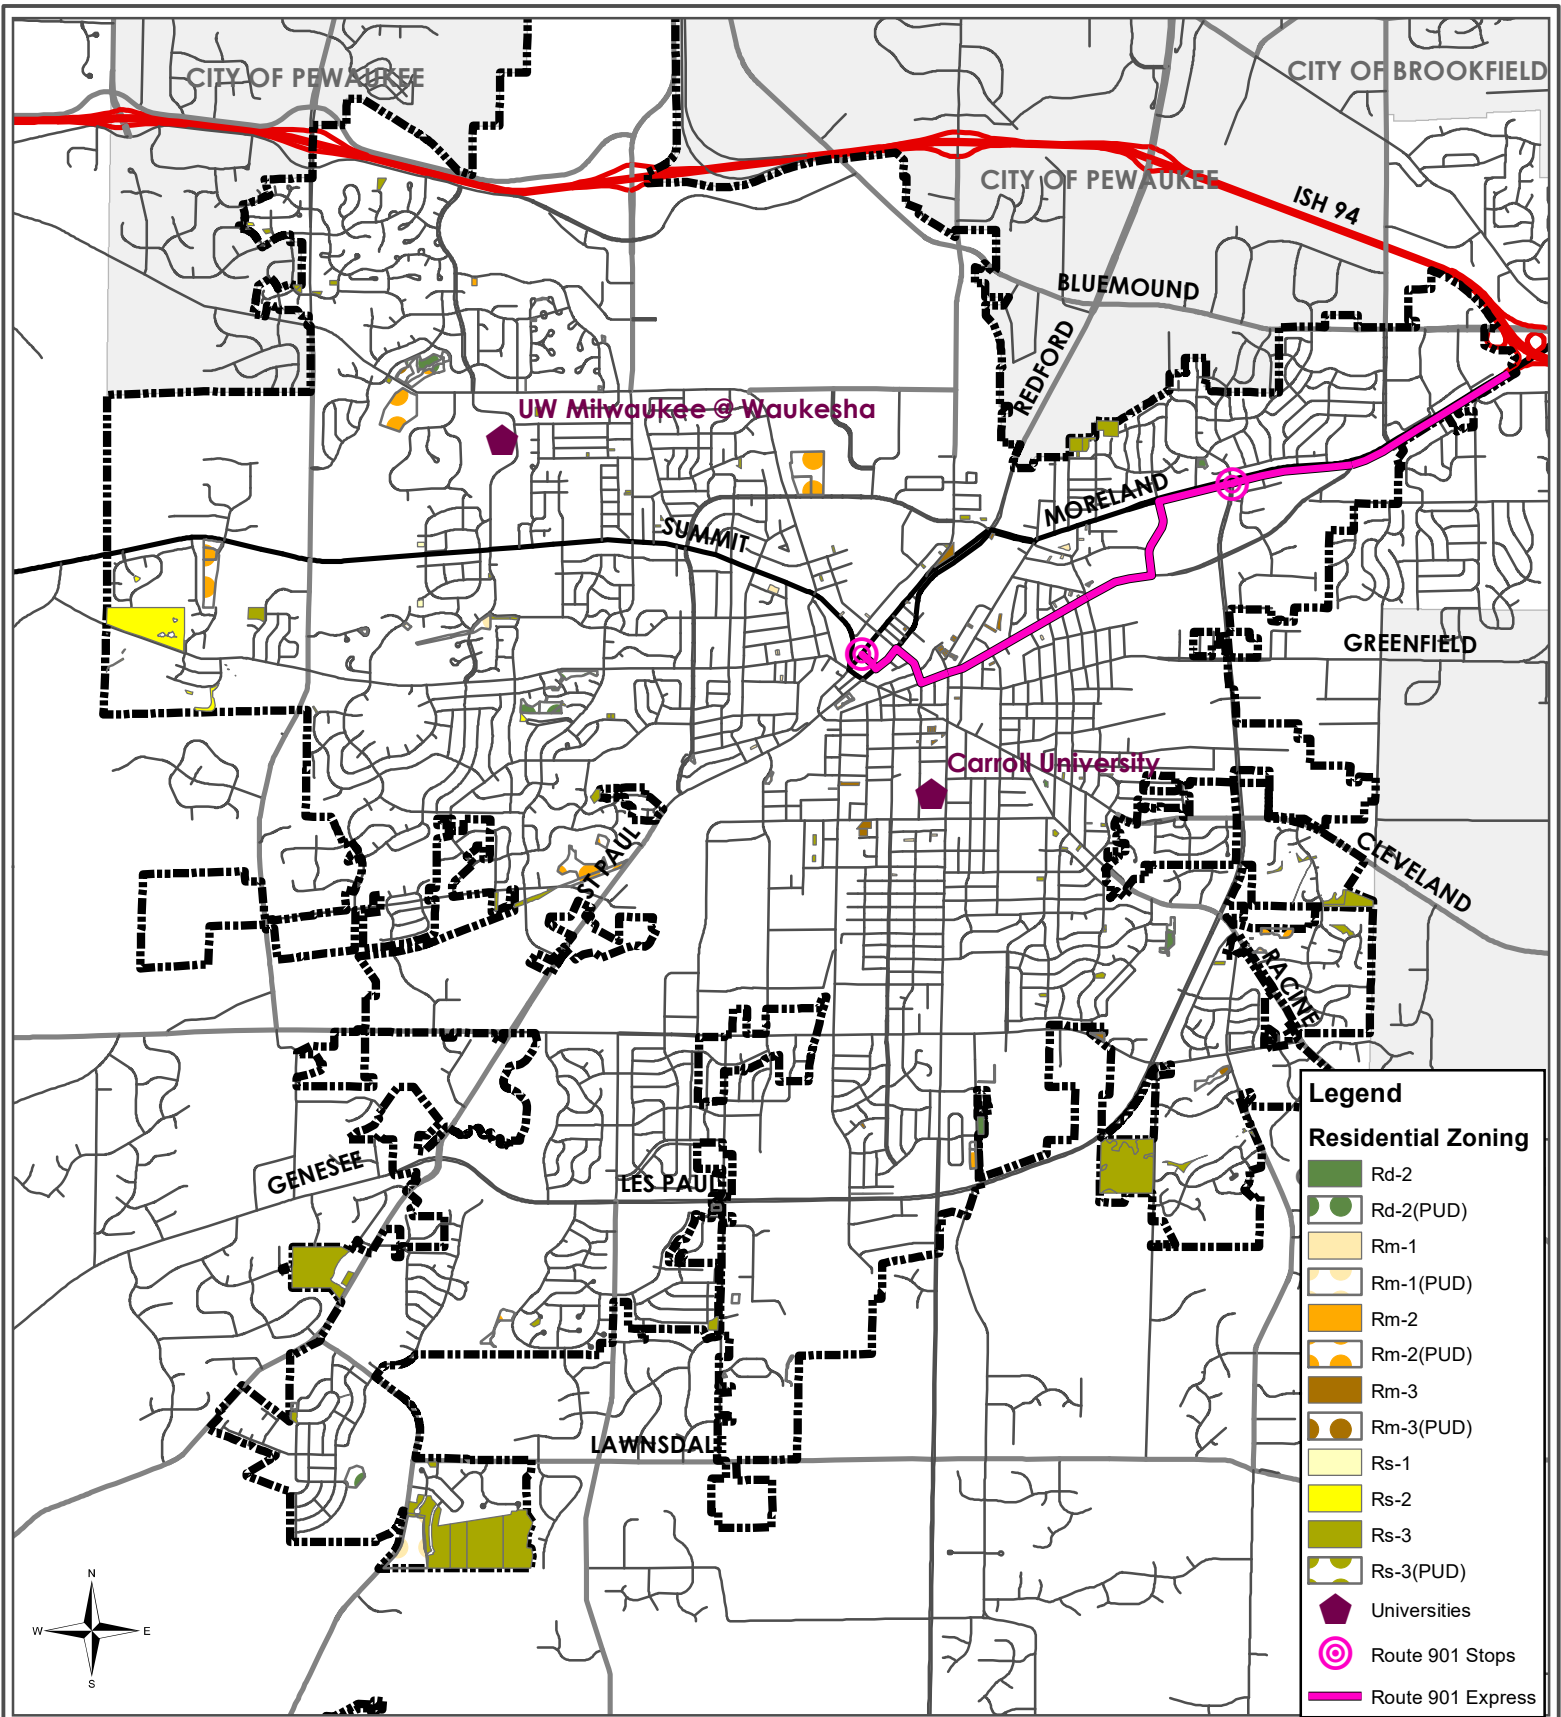 CITY OF PEWAUKEE
CITY OF BROOKFIELD
CITY OF PEWAUKEE
ISH 94
BLUEMOUND
REDFORD
UW Milwaukee @ Waukesha
MORELAND
SUMMIT
GREENFIELD
Carroll University
ST PAUL
CLEVELAND
RACINE
GENESEE
LES PAUL
LAWNSDALE
Legend
Residential Zoning
Rd-2
Rd-2(PUD)
Rm-1
Rm-1(PUD)
Rm-2
Rm-2(PUD)
Rm-3
Rm-3(PUD)
Rs-1
Rs-2
Rs-3
Rs-3(PUD)
Universities
Route 901 Stops
Route 901 Express
N
W E
S